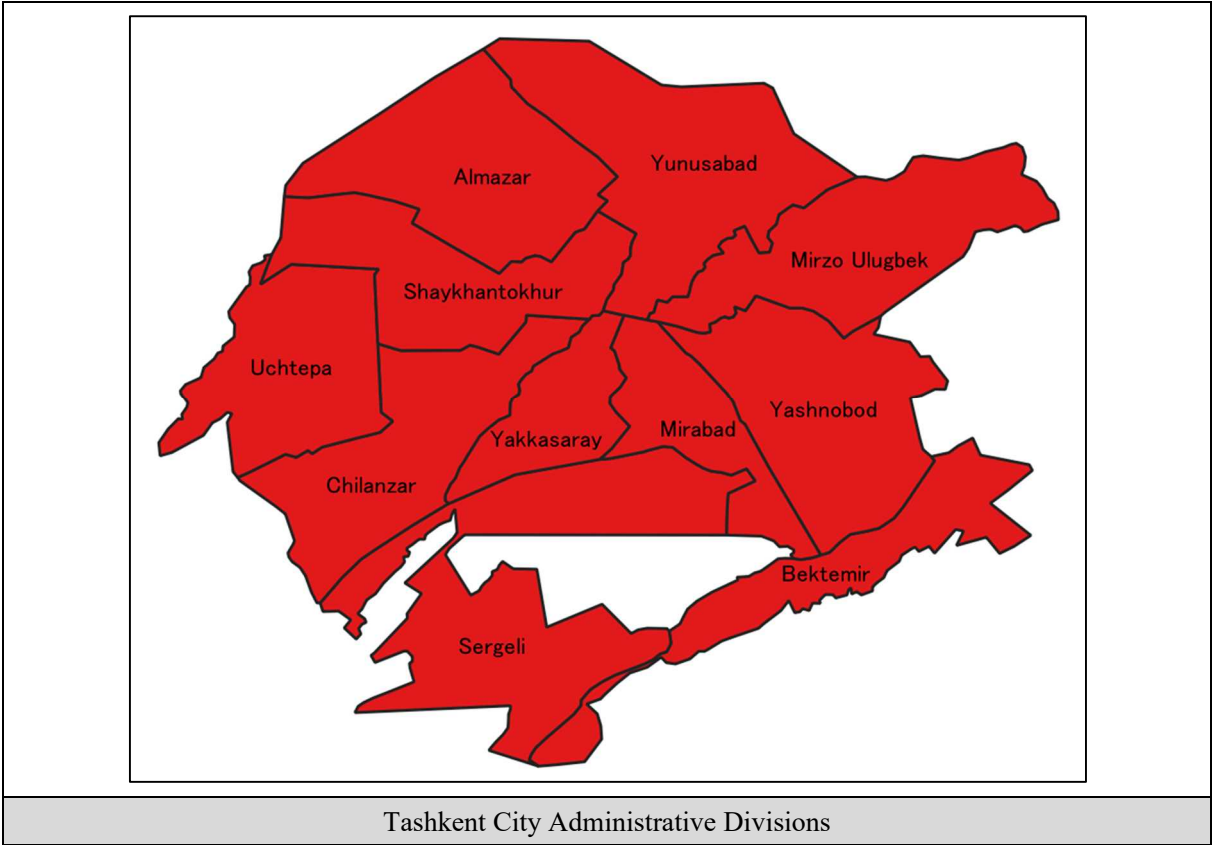 Yunusabad
Almazar
Mirzo Ulugbek
Shaykhantokhur
Uchtepa
Yashnobod
Mirabad
Yakkasaray
Chilanzar
Bektemir
Sergeli
Tashkent City Administrative Divisions